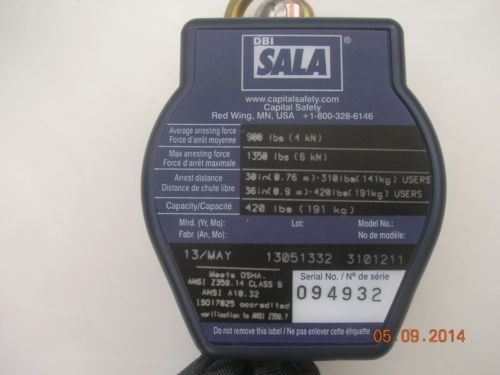 DBI
SALA ®
www.capitalsafety.com
Capital Safety
Red Wing, MN, USA +1-800-328-6146
Average arresting force
Force d'arrêt moyenne
900 lbs (4 kN)
Max arresting force
Force d'arrêt maximale
1350 lbs (6 kN)
Arrest distance
Distance de chute libre
30in(0.76 m)-310lbs(141kg) USERS
36in(0.9 m)-420lbs(191kg) USERS
Capacity/Capacité
420 lbs (191 kg)
Mfrd. (Yr, Mo): Lot: Model No.:
Fabr. (An, Mo): No de modéle:
13/MAY 13051332 3101211
Meets OSHA.
ANSI Z359.14 CLASS B
ANSI A10.32
ISO17025 accredited
verification to ANSI Z359.7
Serial No. / Nº de série
094932
Do not remove this label / Ne pas enlever cette étiquette
05.09.2014